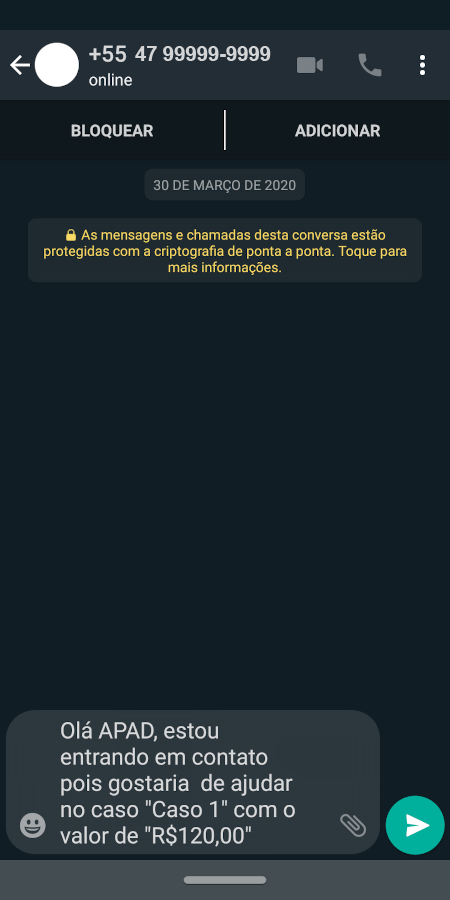 +55 47 99999-9999
online
BLOQUEAR
ADICIONAR
30 DE MARÇO DE 2020
As mensagens e chamadas desta conversa estão
protegidas com a criptografia de ponta a ponta. Toque para
mais informações.
Olá APAD, estou
entrando em contato
pois gostaria  de ajudar
no caso "Caso 1" com o
valor de "R$120,00"